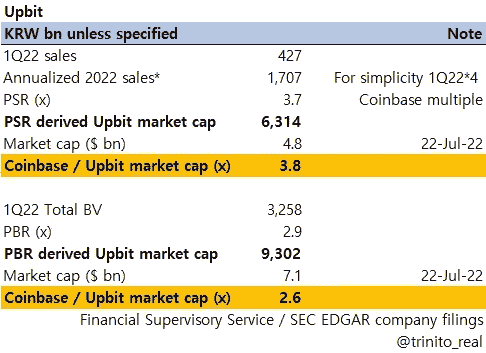 Upbit
KRW bn unless specified Note
1Q22 sales 427
Annualized 2022 sales* 1,707 For simplicity 1Q22*4
PSR (x) 3.7 Coinbase multiple
PSR derived Upbit market cap 6,314
Market cap ($ bn) 4.8 22-Jul-22
Coinbase / Upbit market cap (x) 3.8
1Q22 Total BV 3,258
PBR (x) 2.9
PBR derived Upbit market cap 9,302
Market cap ($ bn) 7.1 22-Jul-22
Coinbase / Upbit market cap (x) 2.6
Financial Supervisory Service / SEC EDGAR company filings
@trinito_real